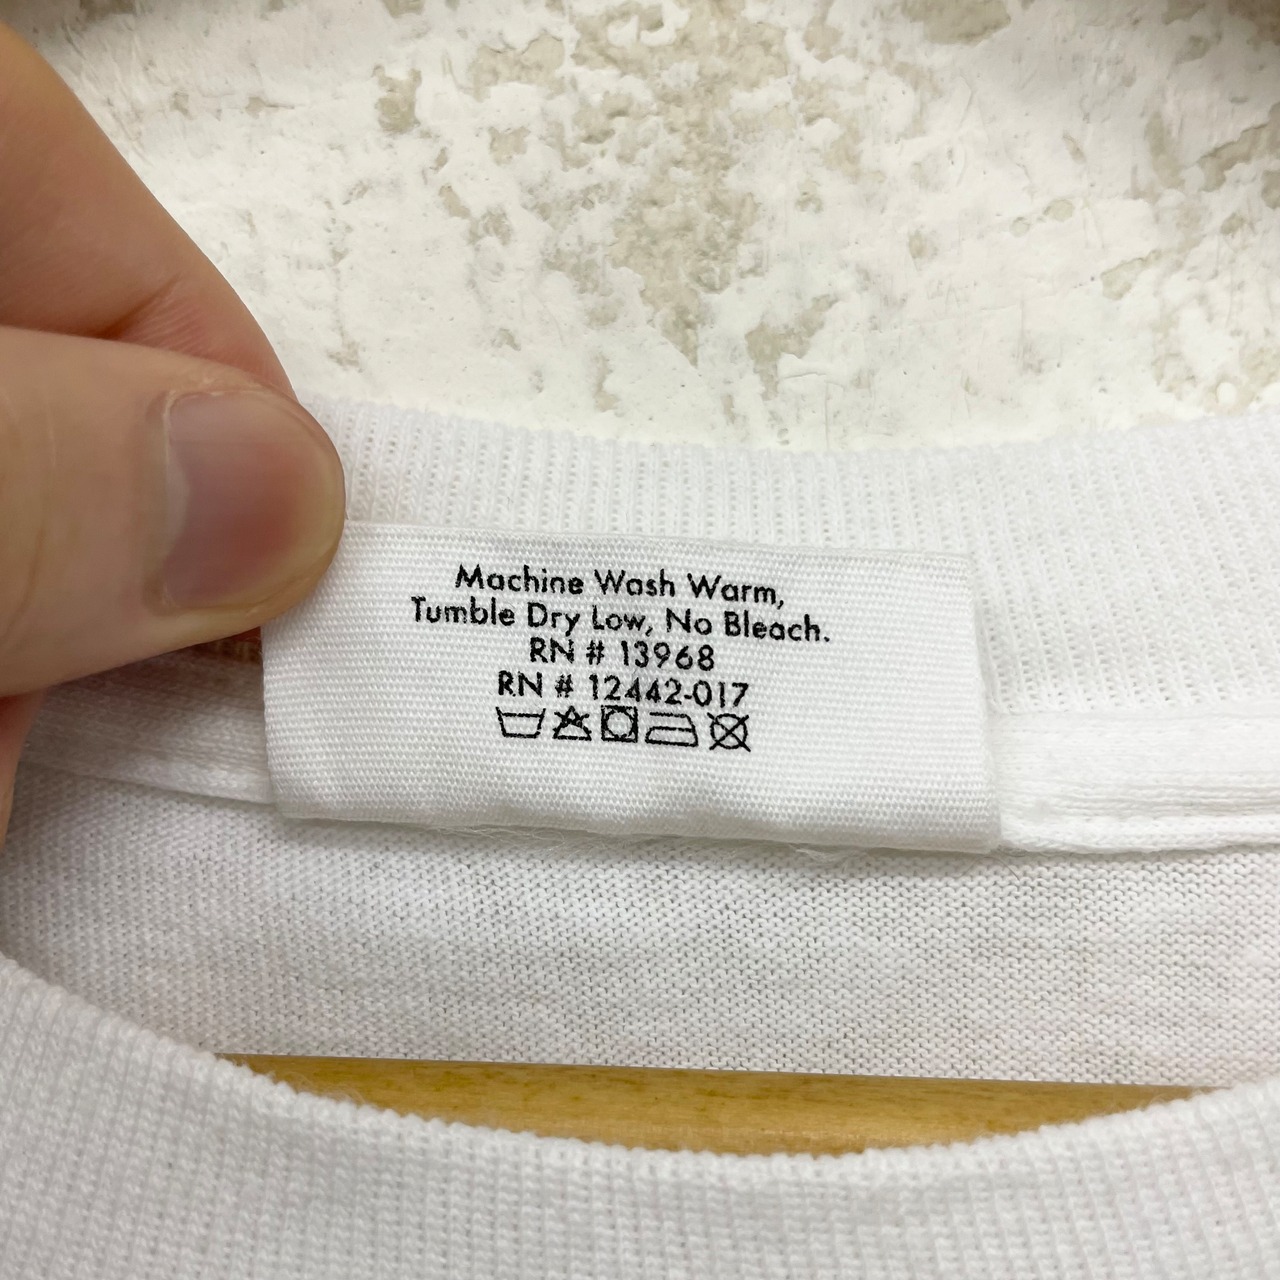 Machine Wash Warm,
Tumble Dry Low, No Bleach.
RN # 13968
RN # 12442-017